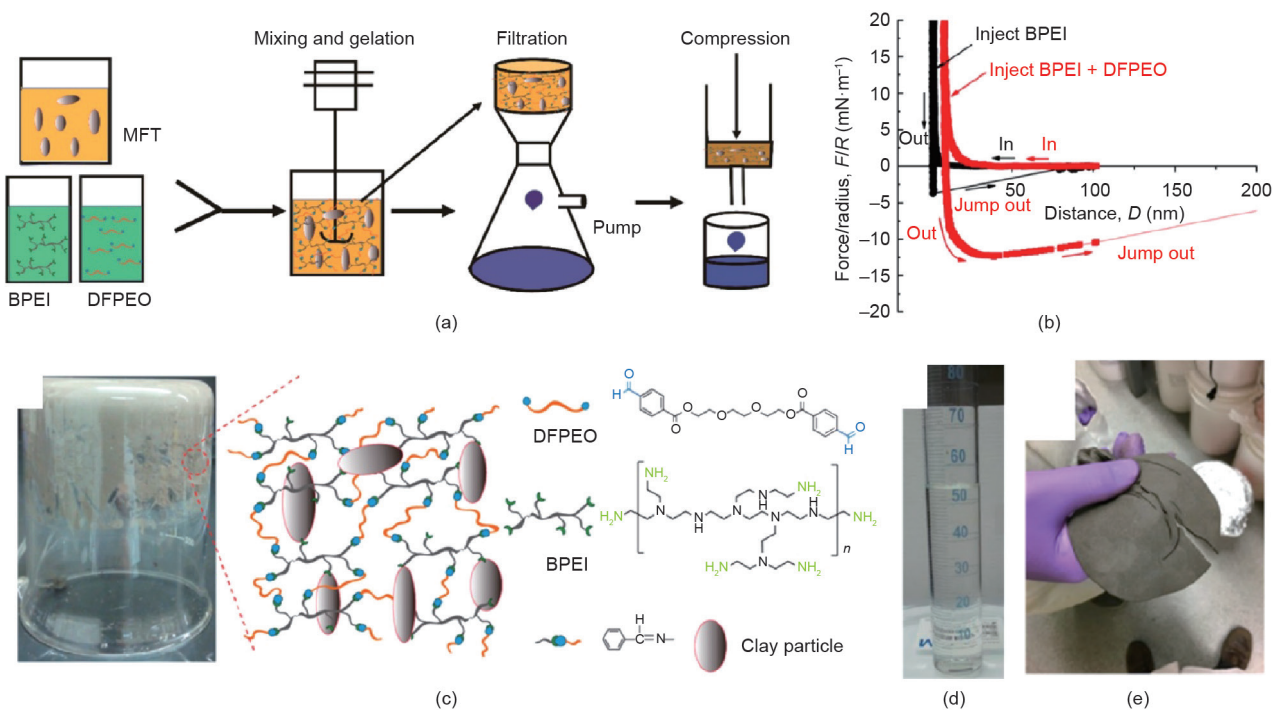 Mixing and gelation
Filtration
Compression
MFT
BPEI
DFPEO
Pump
(a)
Force/radius, F/R (mN·m⁻¹)
20
15
10
5
0
–5
–10
–15
–20
Inject BPEI
Inject BPEI + DFPEO
Out
In
In
50
100
150
200
Jump out
Distance, D (nm)
Out
Jump out
(b)
DFPEO
H
O
O
O
O
O
O
O
H
O
BPEI
NH₂
H₂N
N
N
H
N
N
H
NH₂
N
N
H
NH₂
N
NH₂
NH₂
n
H
C=N
Clay particle
(c)
80
70
60
50
40
30
20
10
(d)
(e)